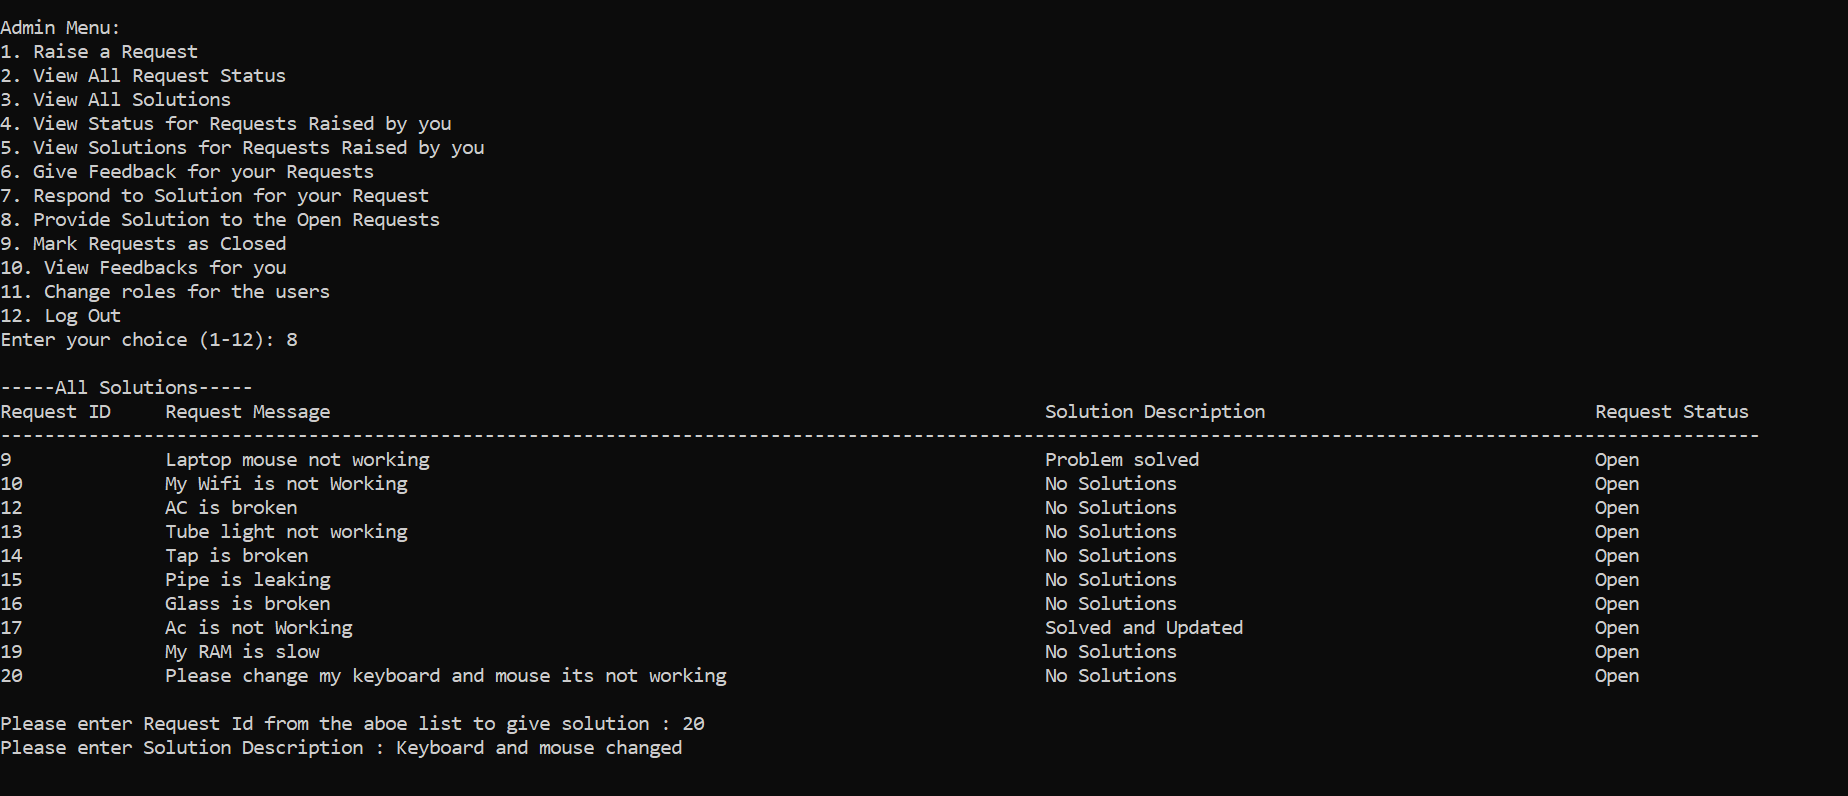 Admin Menu:
1. Raise a Request
2. View All Request Status
3. View All Solutions
4. View Status for Requests Raised by you
5. View Solutions for Requests Raised by you
6. Give Feedback for your Requests
7. Respond to Solution for your Request
8. Provide Solution to the Open Requests
9. Mark Requests as Closed
10. View Feedbacks for you
11. Change roles for the users
12. Log Out
Enter your choice (1-12): 8
-----All Solutions-----
Request ID     Request Message     Solution Description     Request Status
----------------------------------------------------------------------------------------------------------------------------------------------------------------
9     Laptop mouse not working     Problem solved     Open
10     My Wifi is not Working     No Solutions     Open
12     AC is broken     No Solutions     Open
13     Tube light not working     No Solutions     Open
14     Tap is broken     No Solutions     Open
15     Pipe is leaking     No Solutions     Open
16     Glass is broken     No Solutions     Open
17     Ac is not Working     Solved and Updated     Open
19     My RAM is slow     No Solutions     Open
20     Please change my keyboard and mouse its not working     No Solutions     Open
Please enter Request Id from the aboe list to give solution : 20
Please enter Solution Description : Keyboard and mouse changed